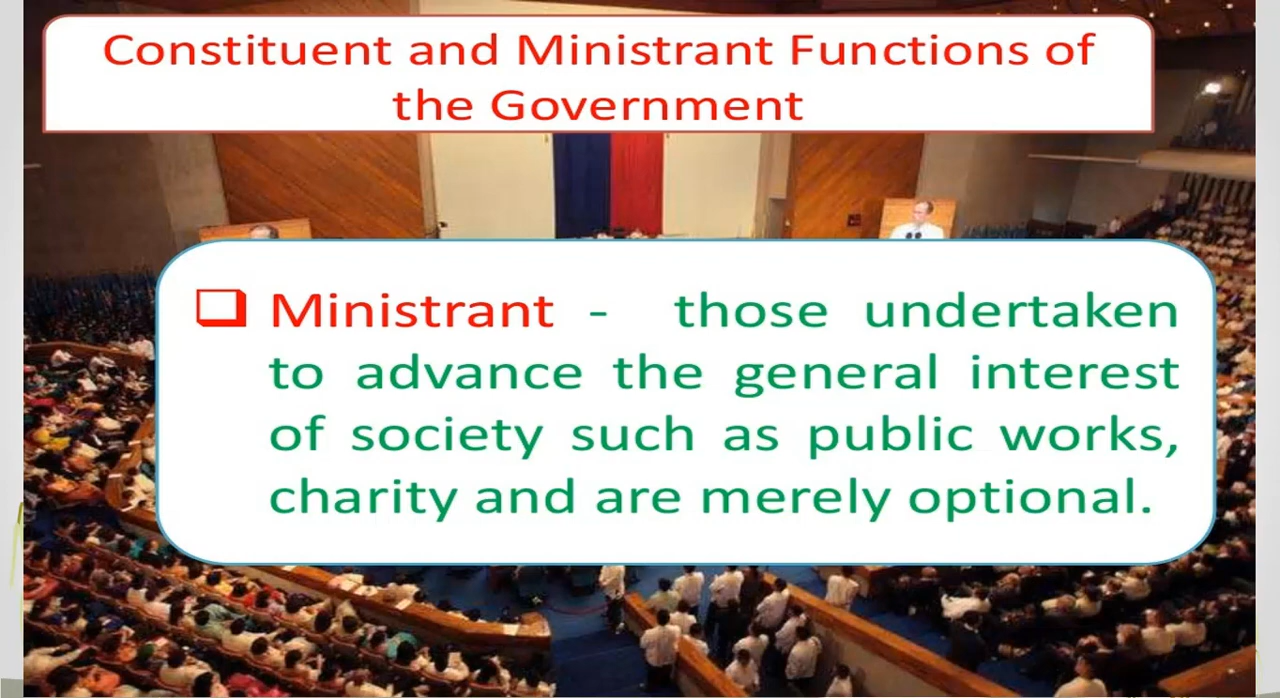 Constituent and Ministrant Functions of
the Government
❑ Ministrant - those undertaken
to advance the general interest
of society such as public works,
charity and are merely optional.